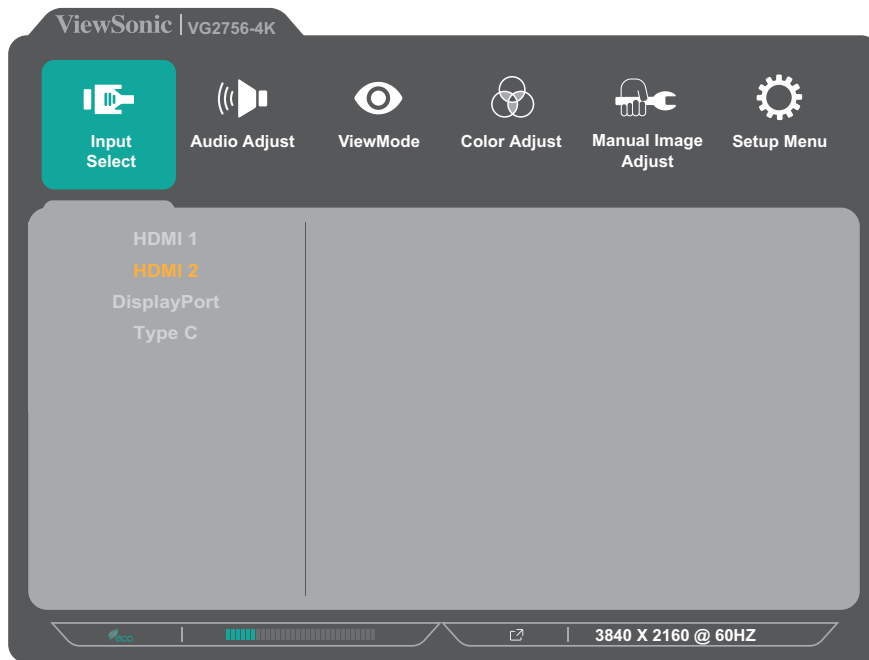 ViewSonic VG2756-4K
Input
Select
Audio Adjust
ViewMode
Color Adjust
Manual Image
Adjust
Setup Menu
HDMI 1
HDMI 2
DisplayPort
Type C
eco
3840 X 2160 @ 60HZ